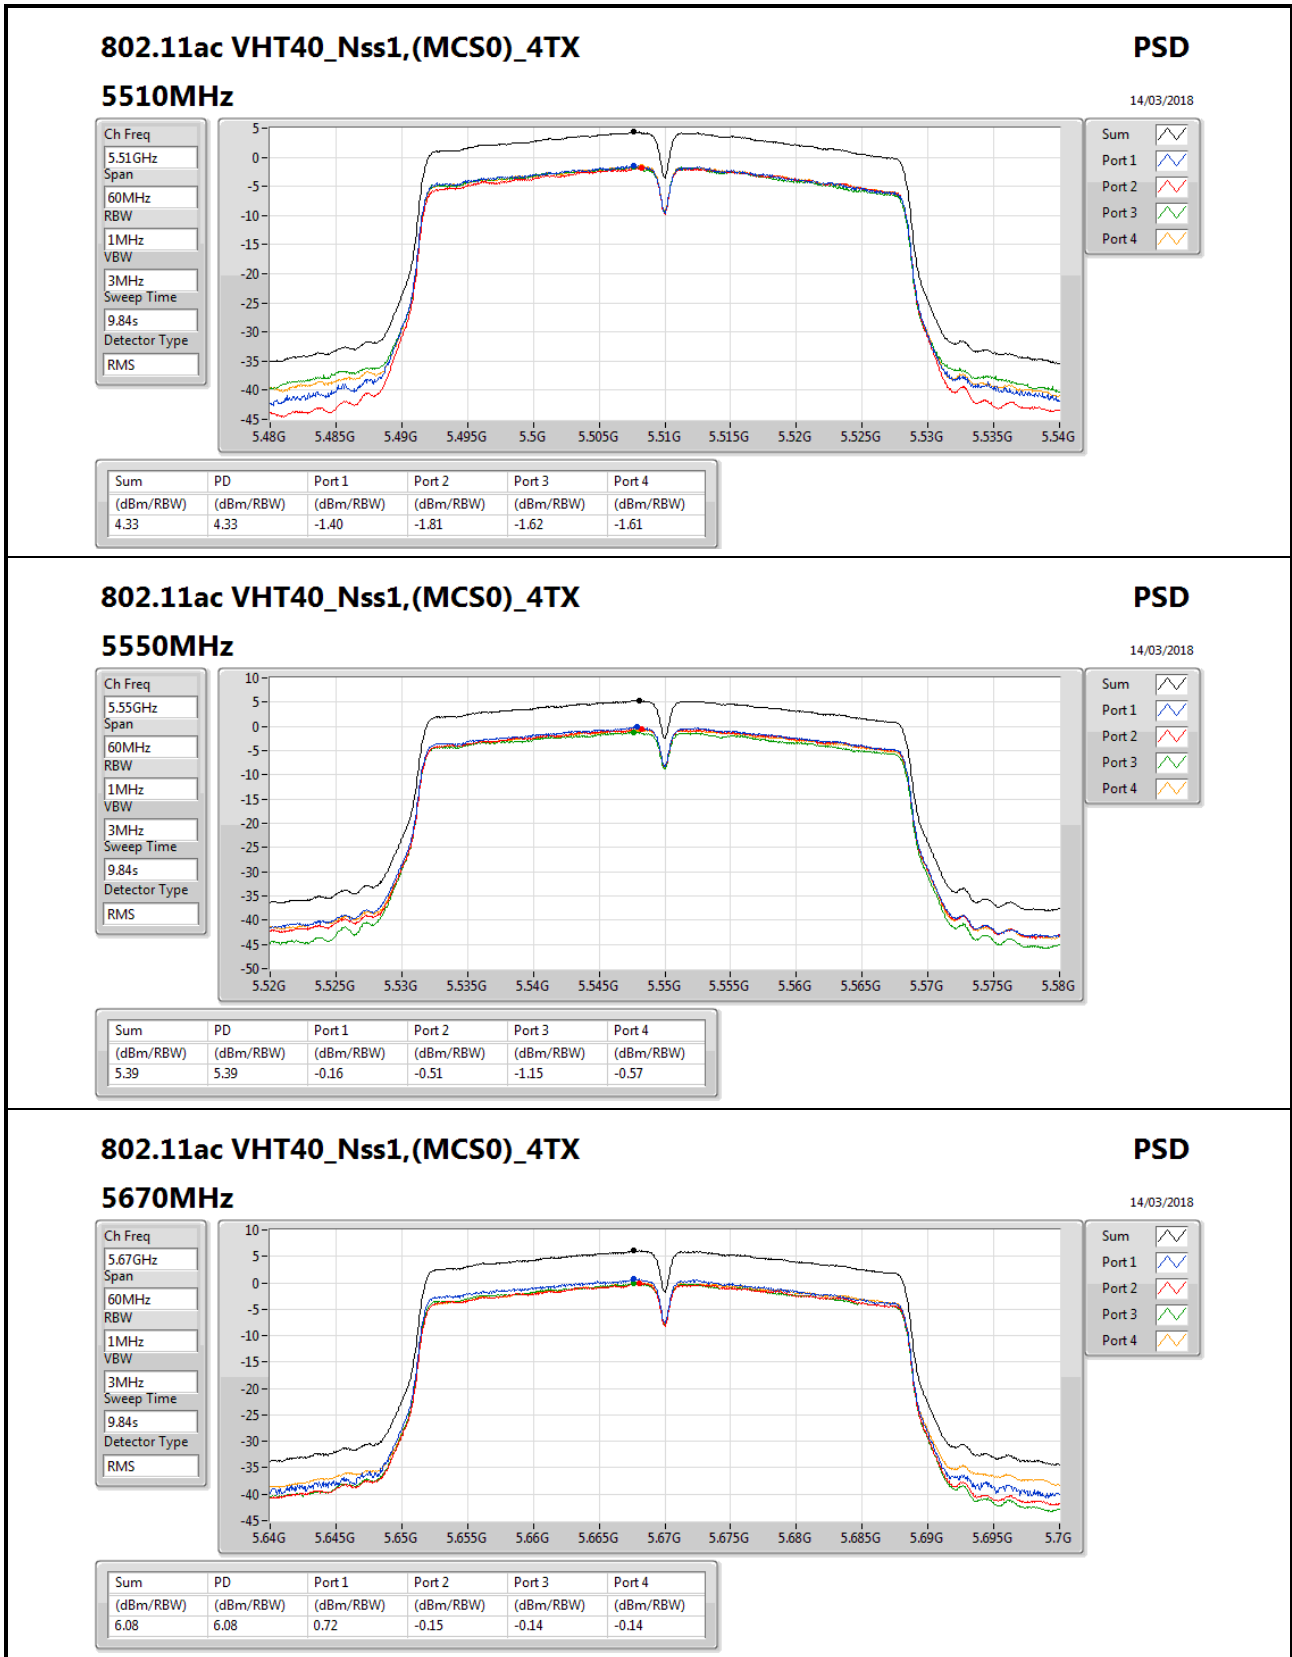 802.11ac VHT40_Nss1,(MCS0)_4TX PSD
5510MHz 14/03/2018
Ch Freq
5.51GHz
Span
60MHz
RBW
1MHz
VBW
3MHz
Sweep Time
9.84s
Detector Type
RMS
5
0
-5
-10
-15
-20
-25
-30
-35
-40
-45
5.48G 5.485G 5.49G 5.495G 5.5G 5.505G 5.51G 5.515G 5.52G 5.525G 5.53G 5.535G 5.54G
Sum
Port 1
Port 2
Port 3
Port 4
Sum PD Port 1 Port 2 Port 3 Port 4
(dBm/RBW) (dBm/RBW) (dBm/RBW) (dBm/RBW) (dBm/RBW) (dBm/RBW)
4.33 4.33 -1.40 -1.81 -1.62 -1.61
802.11ac VHT40_Nss1,(MCS0)_4TX PSD
5550MHz 14/03/2018
Ch Freq
5.55GHz
Span
60MHz
RBW
1MHz
VBW
3MHz
Sweep Time
9.84s
Detector Type
RMS
10
5
0
-5
-10
-15
-20
-25
-30
-35
-40
-45
-50
5.52G 5.525G 5.53G 5.535G 5.54G 5.545G 5.55G 5.555G 5.56G 5.565G 5.57G 5.575G 5.58G
Sum
Port 1
Port 2
Port 3
Port 4
Sum PD Port 1 Port 2 Port 3 Port 4
(dBm/RBW) (dBm/RBW) (dBm/RBW) (dBm/RBW) (dBm/RBW) (dBm/RBW)
5.39 5.39 -0.16 -0.51 -1.15 -0.57
802.11ac VHT40_Nss1,(MCS0)_4TX PSD
5670MHz 14/03/2018
Ch Freq
5.67GHz
Span
60MHz
RBW
1MHz
VBW
3MHz
Sweep Time
9.84s
Detector Type
RMS
10
5
0
-5
-10
-15
-20
-25
-30
-35
-40
-45
5.64G 5.645G 5.65G 5.655G 5.66G 5.665G 5.67G 5.675G 5.68G 5.685G 5.69G 5.695G 5.7G
Sum
Port 1
Port 2
Port 3
Port 4
Sum PD Port 1 Port 2 Port 3 Port 4
(dBm/RBW) (dBm/RBW) (dBm/RBW) (dBm/RBW) (dBm/RBW) (dBm/RBW)
6.08 6.08 0.72 -0.15 -0.14 -0.14